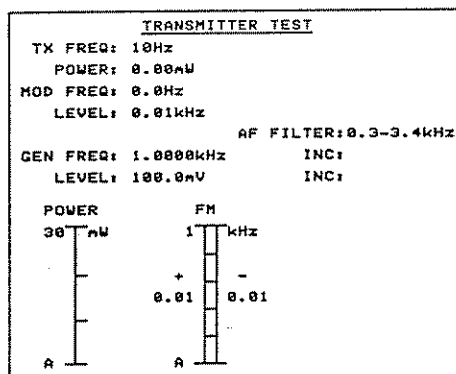 TRANSMITTER TEST
TX FREQ: 10Hz
POWER: 0.00mW
MOD FREQ: 0.0Hz
LEVEL: 0.01kHz
AF FILTER:0.3-3.4kHz
GEN FREQ: 1.0000kHz INC:
LEVEL: 100.0mV INC:
POWER FM
30 mW 1 kHz
+ -
0.01 0.01
A A